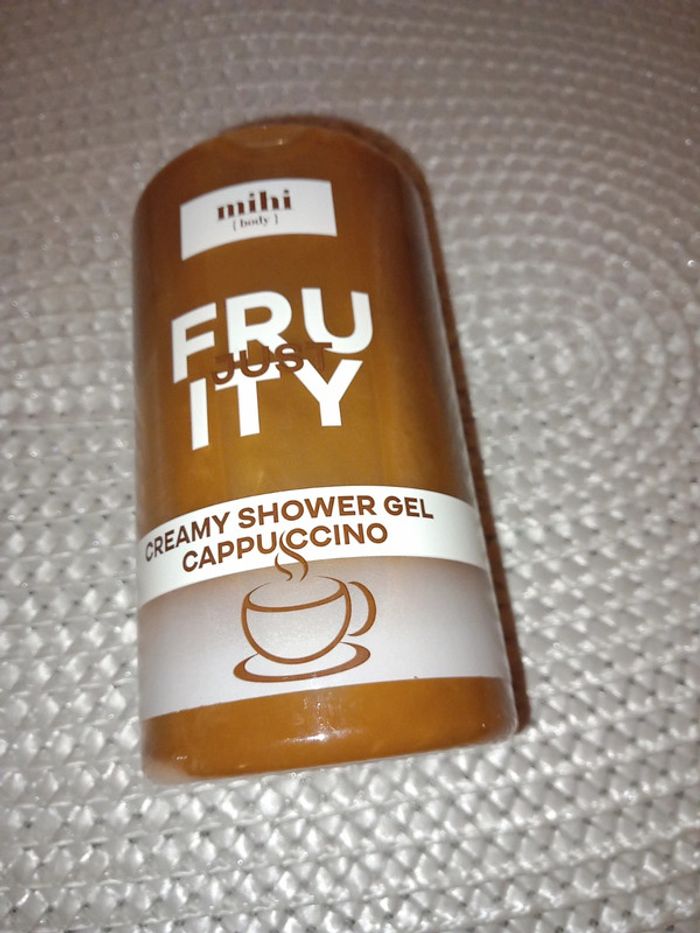 mihi
{ body }
FRU
JUST
ITY
CREAMY SHOWER GEL
CAPPUCCINO